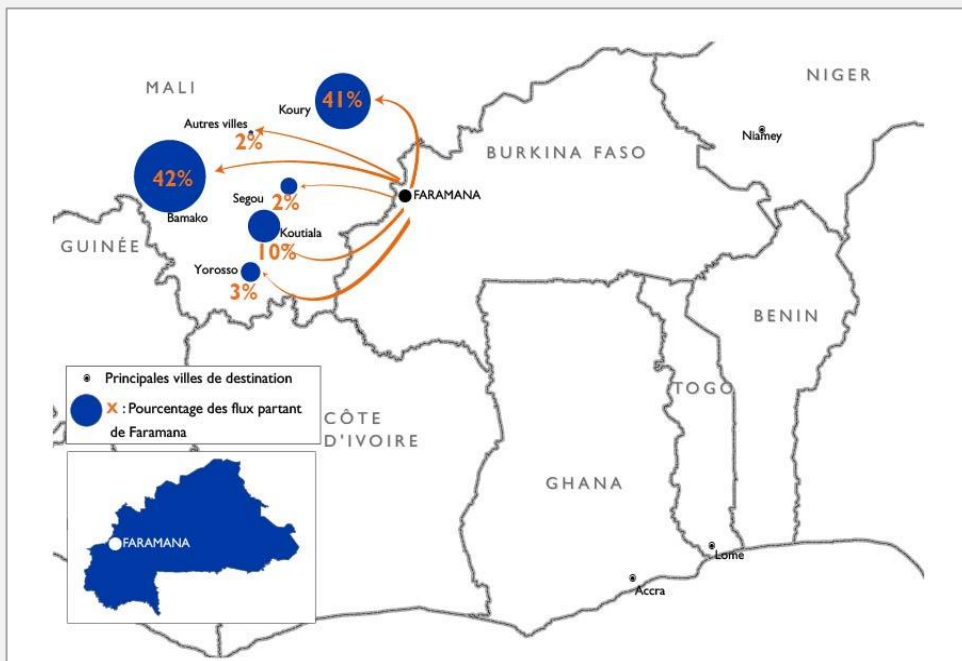 NIGER
MALI
41%
Koury
Autres villes
2%
Niamey
BURKINA FASO
42%
Segou
2%
FARAMANA
Bamako
Koutiala
GUINÉE
10%
Yorosso
3%
BENIN
Principales villes de destination
X : Pourcentage des flux partant
de Faramana
TOGO
CÔTE
D'IVOIRE
GHANA
FARAMANA
Lome
Accra